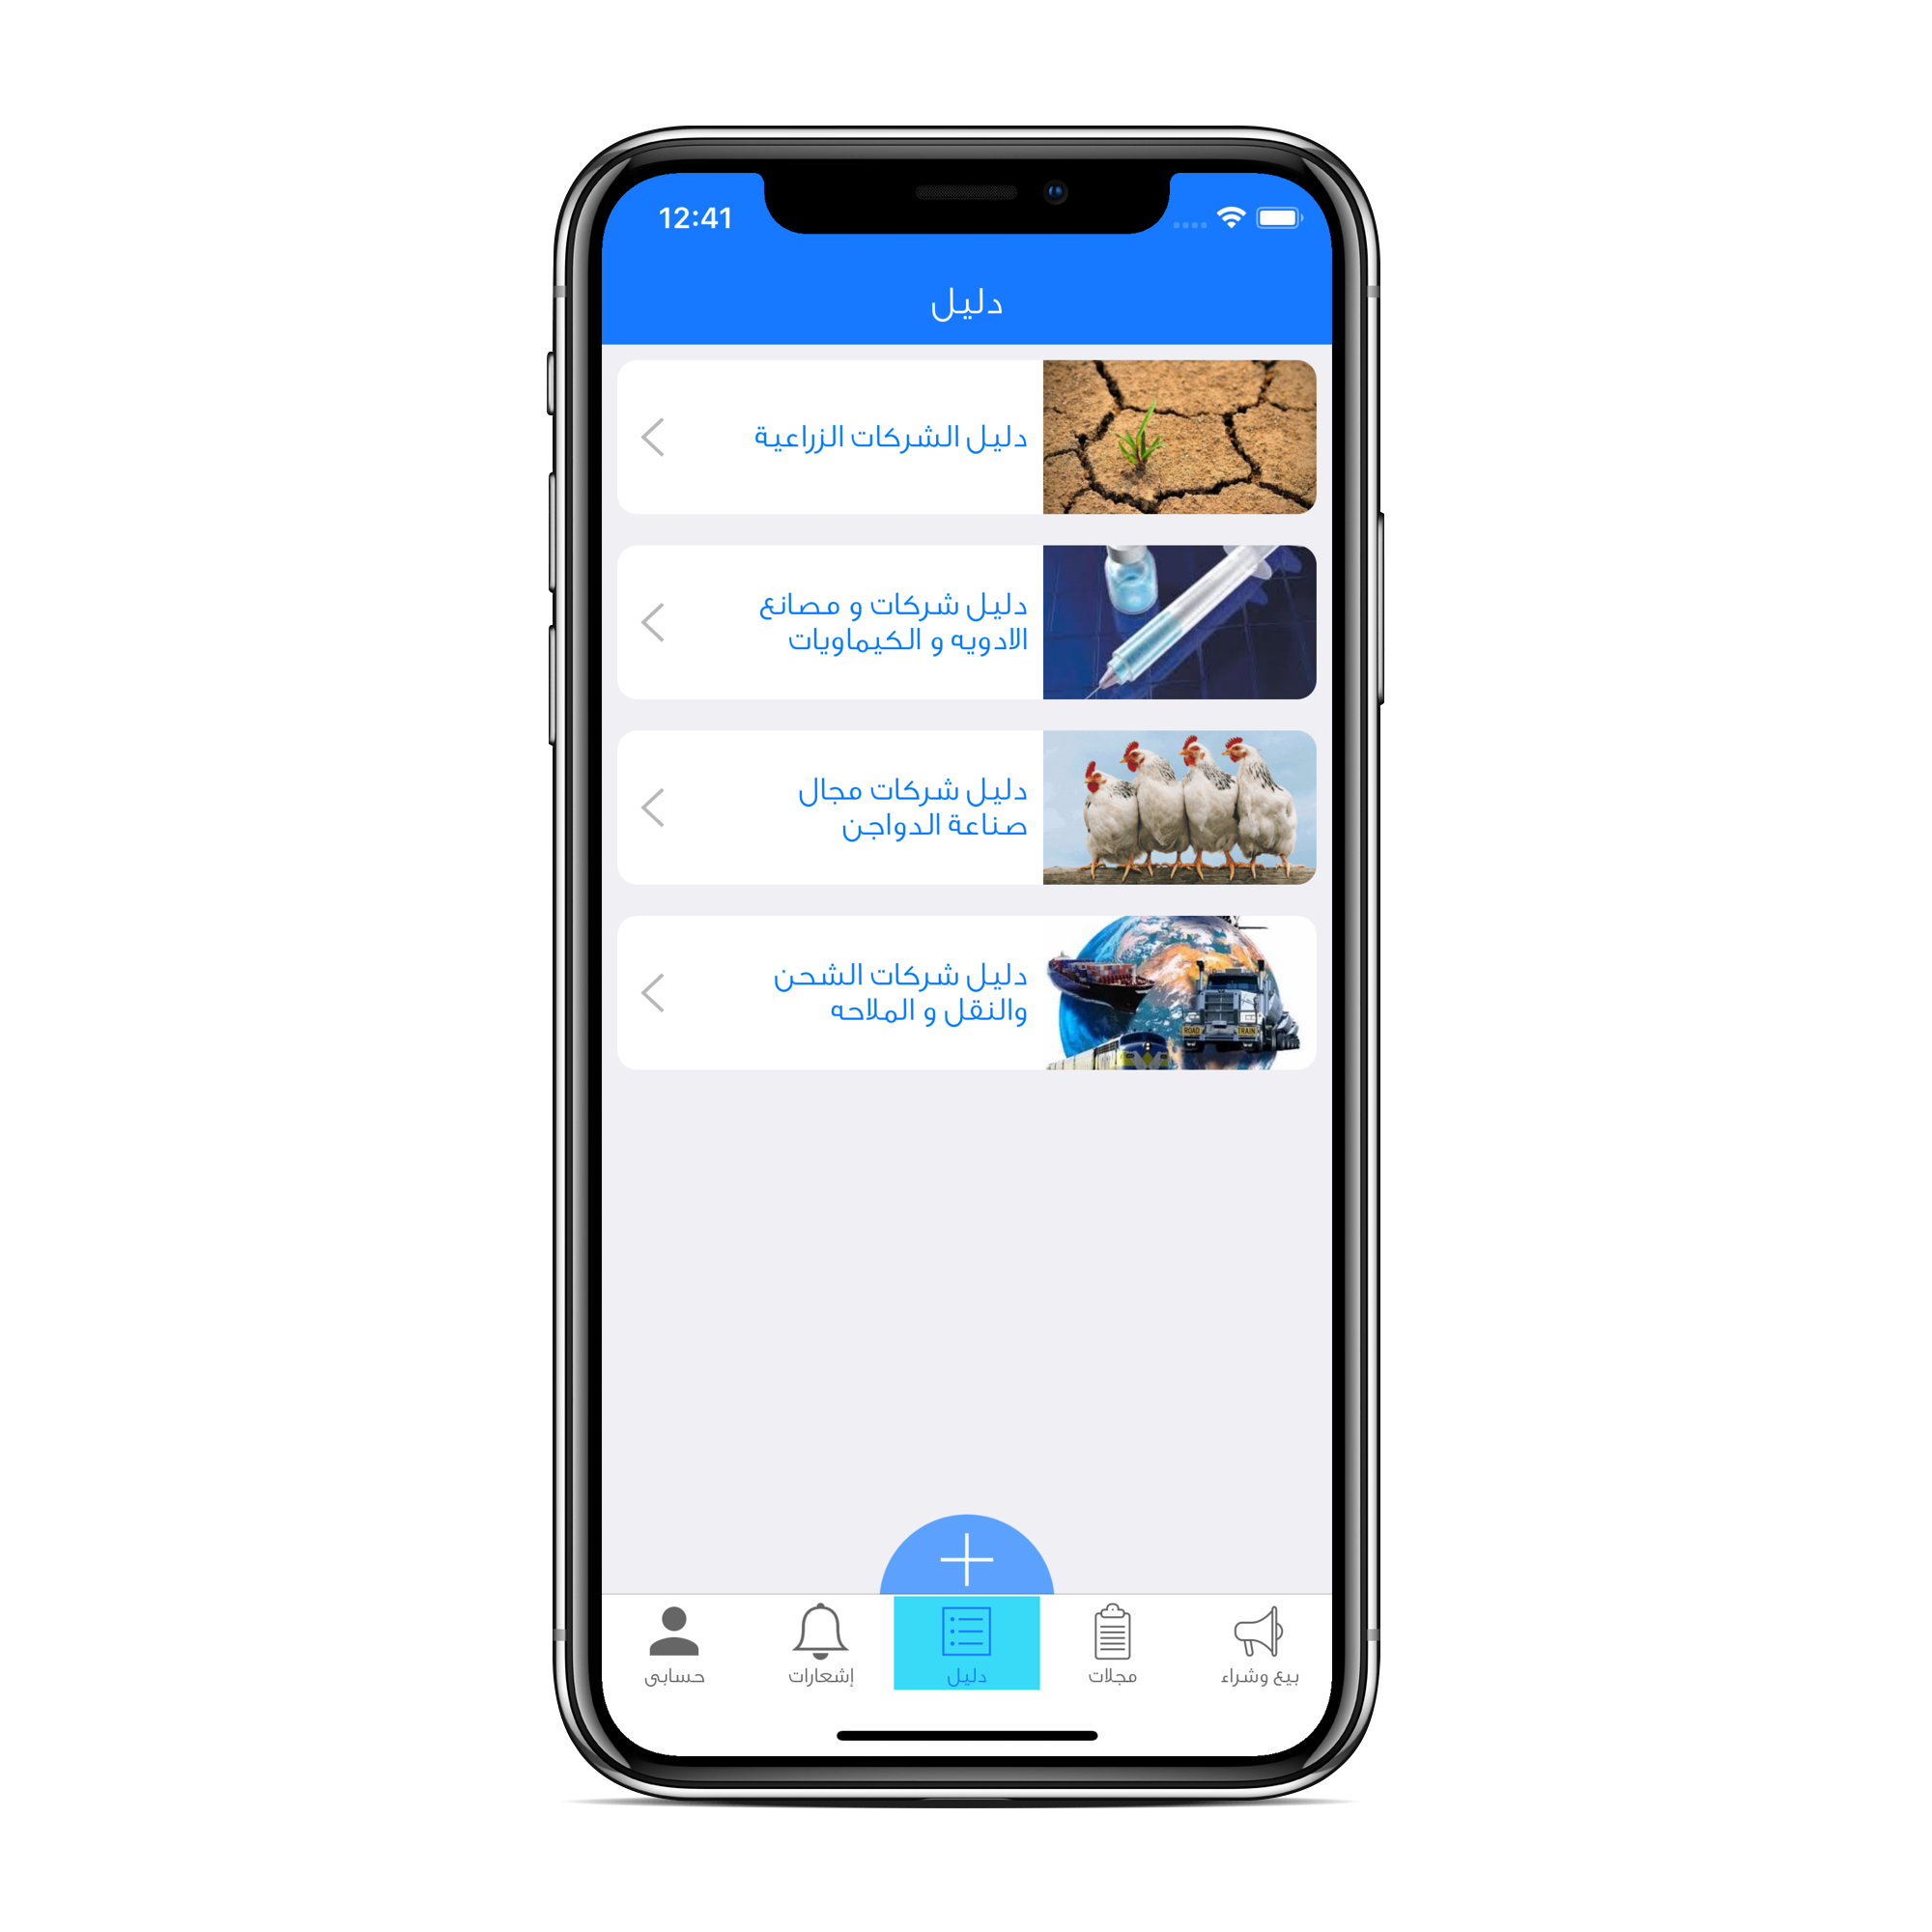 12:41
دليل
دليل الشركات الزراعية
دليل شركات و مصانع
الادويه و الكيماويات
دليل شركات مجال
صناعة الدواجن
دليل شركات الشحن
والنقل و الملاحه
ROAD TRAIN
بيع وشراء
مجلات
دليل
إشعارات
حسابى